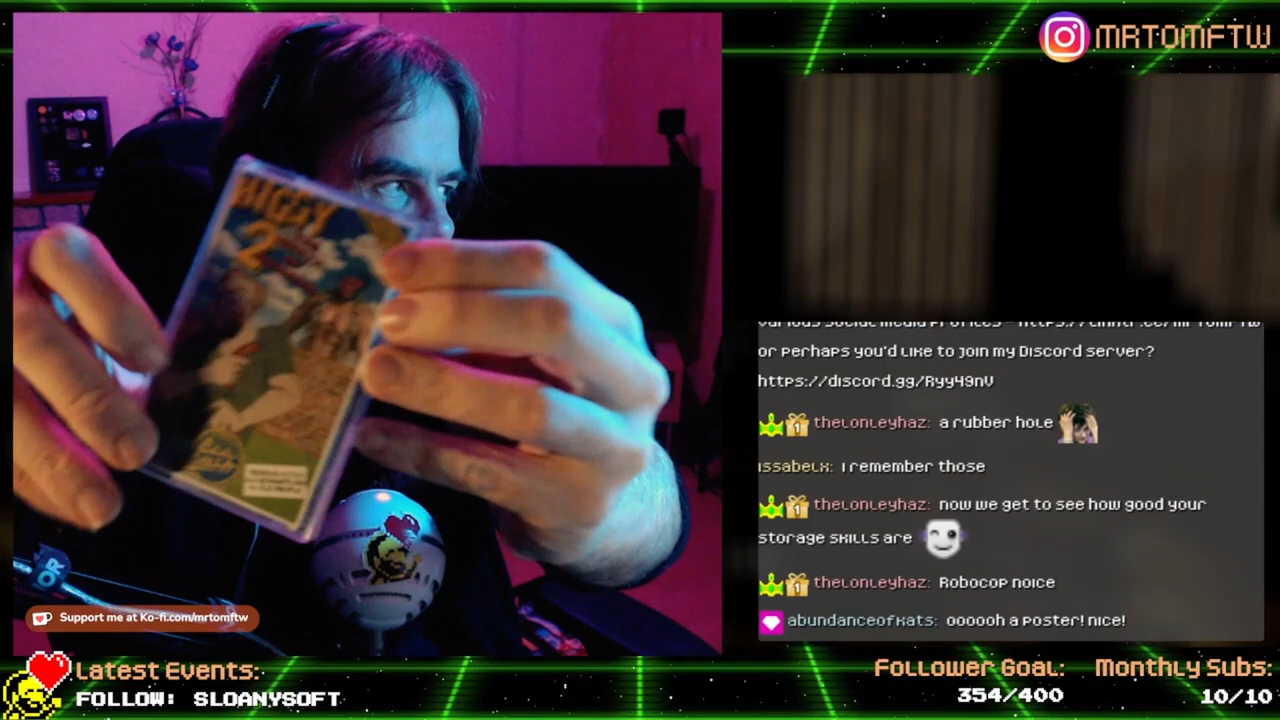 MRTOMFTW
2
or perhaps you'd like to join my Discord server?
https://discord.gg/Ryy49nV
thelonleyhaz: a rubber hole
issabelx: I remember those
thelonleyhaz: now we get to see how good your
storage skills are
thelonleyhaz: Robocop noice
abundanceofkats: oooooh a poster! nice!
OR
Support me at Ko-fi.com/mrtomftw
Latest Events:
FOLLOW: SLOANYSOFT
Follower Goal:
354/400
Monthly Subs:
10/10